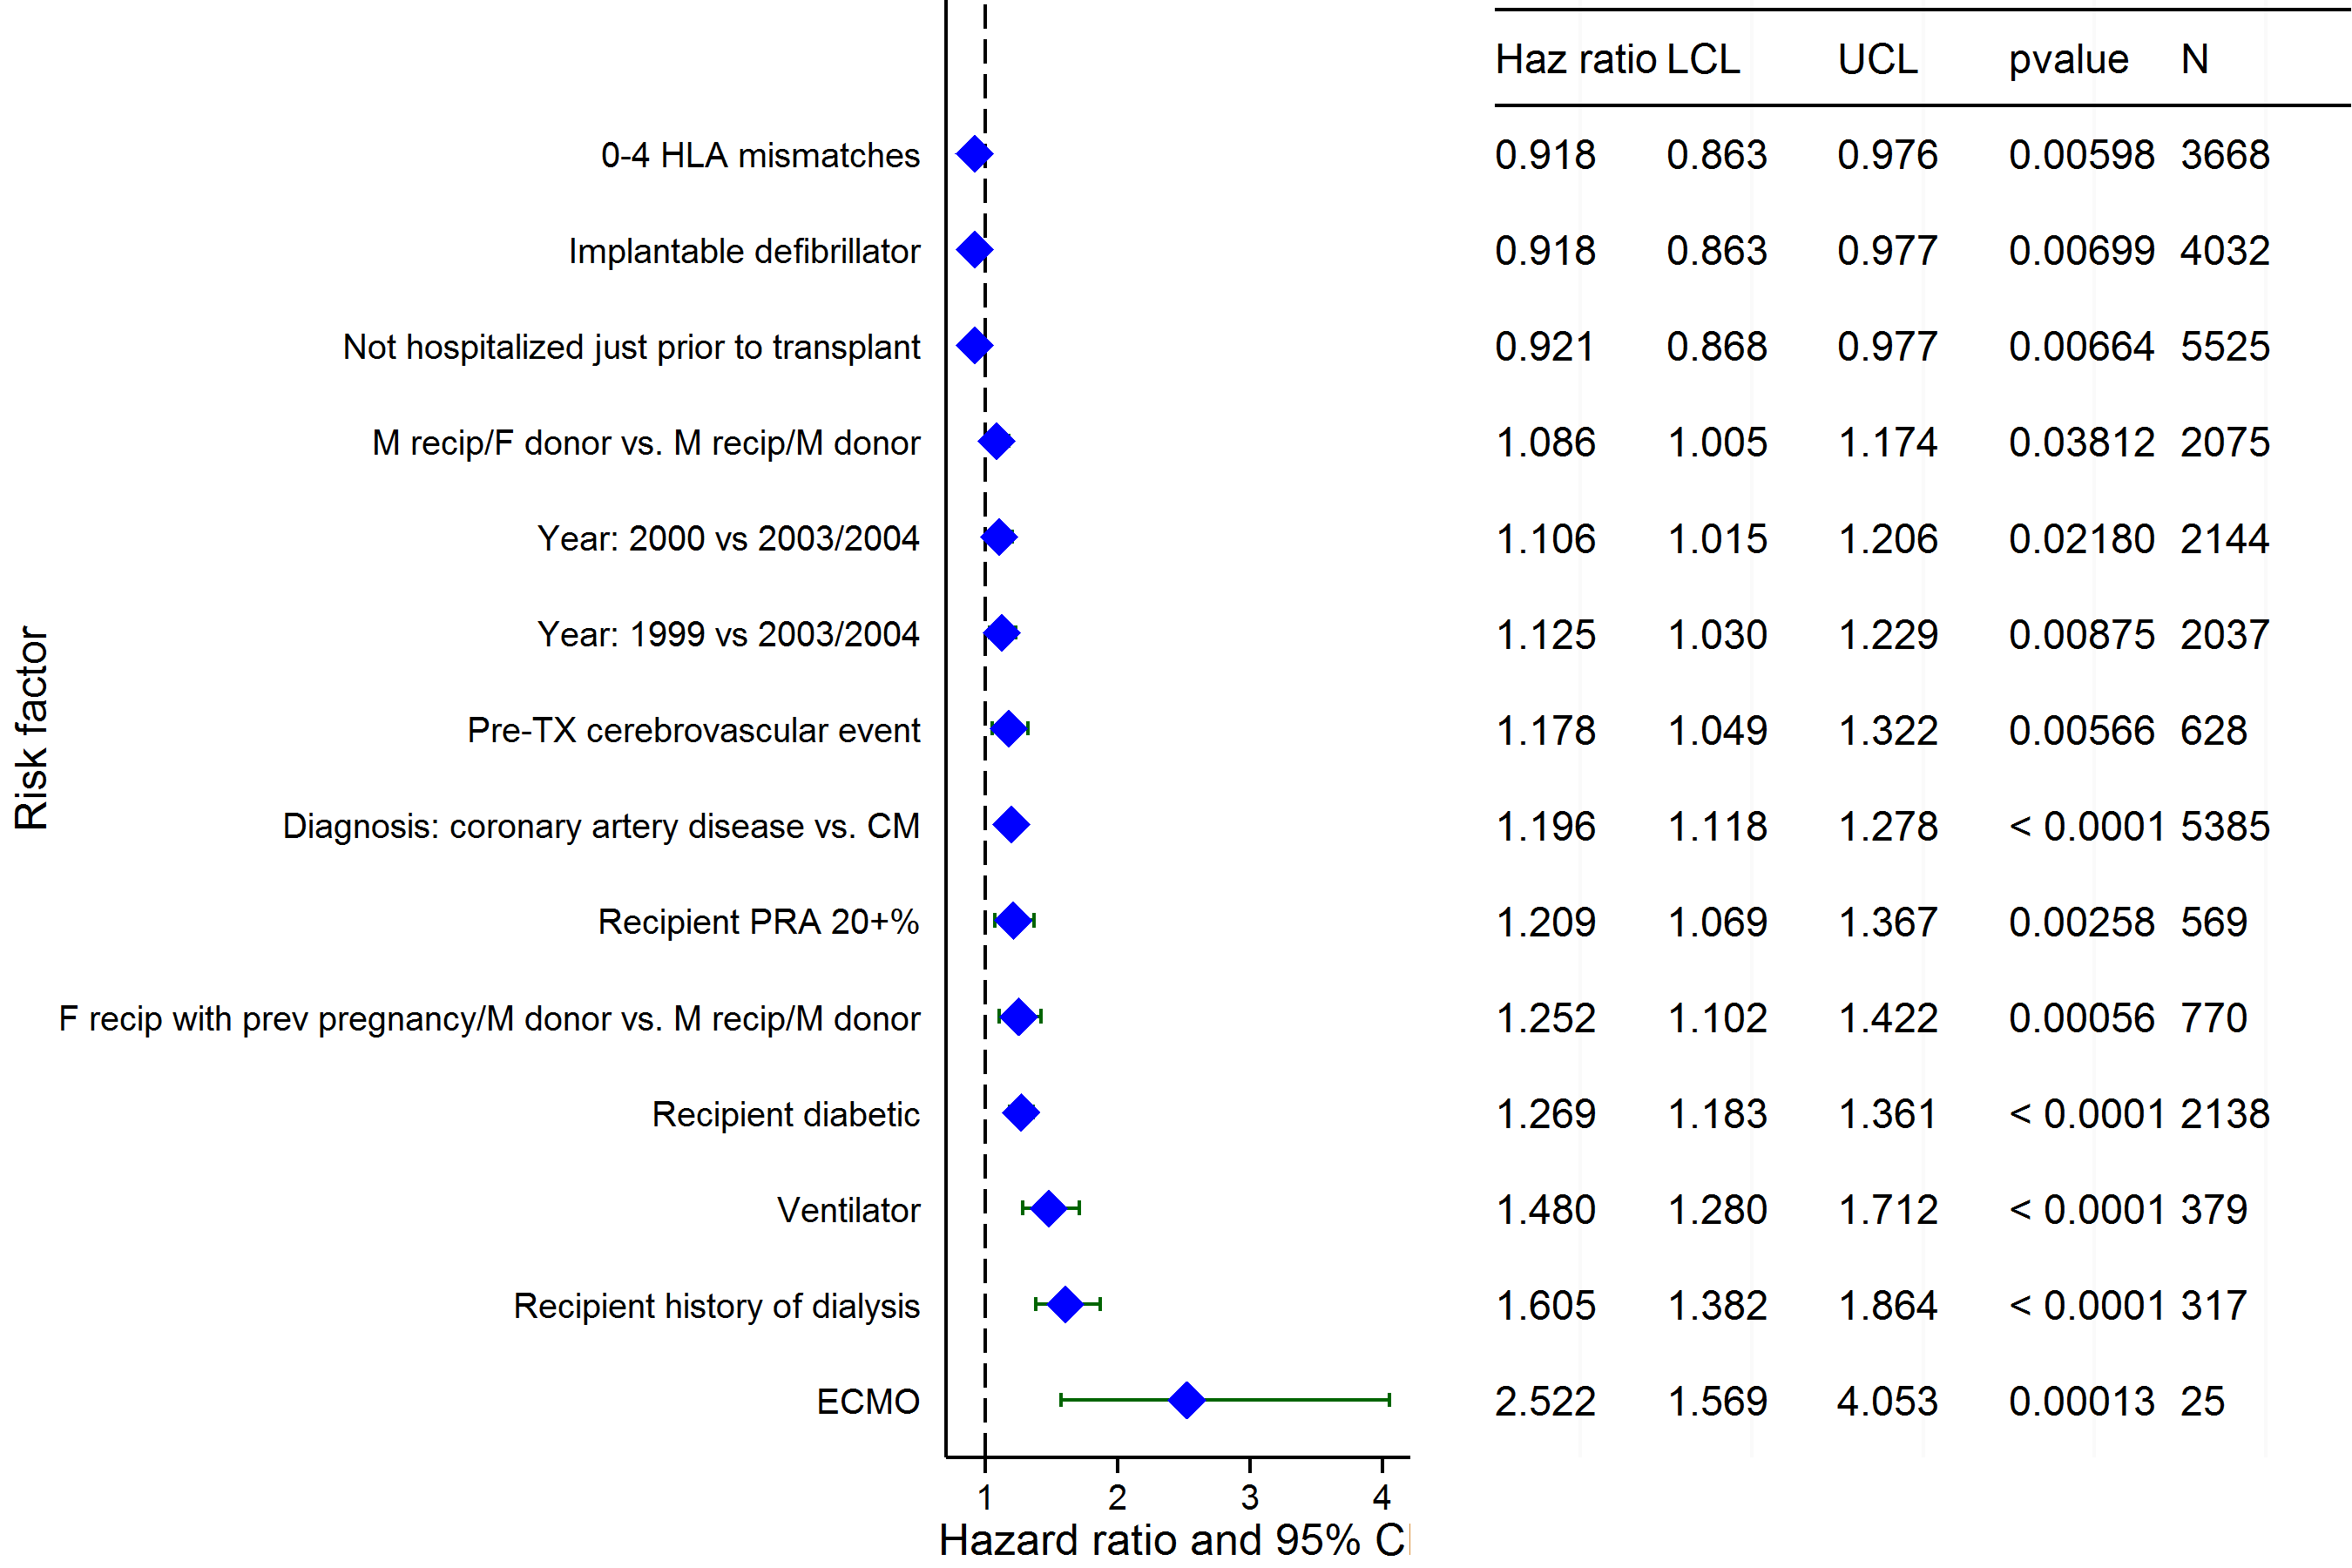 Haz ratio LCL UCL pvalue N
0-4 HLA mismatches 0.918 0.863 0.976 0.00598 3668
Implantable defibrillator 0.918 0.863 0.977 0.00699 4032
Not hospitalized just prior to transplant 0.921 0.868 0.977 0.00664 5525
M recip/F donor vs. M recip/M donor 1.086 1.005 1.174 0.03812 2075
Year: 2000 vs 2003/2004 1.106 1.015 1.206 0.02180 2144
Year: 1999 vs 2003/2004 1.125 1.030 1.229 0.00875 2037
Pre-TX cerebrovascular event 1.178 1.049 1.322 0.00566 628
Diagnosis: coronary artery disease vs. CM 1.196 1.118 1.278 < 0.0001 5385
Recipient PRA 20+% 1.209 1.069 1.367 0.00258 569
F recip with prev pregnancy/M donor vs. M recip/M donor 1.252 1.102 1.422 0.00056 770
Recipient diabetic 1.269 1.183 1.361 < 0.0001 2138
Ventilator 1.480 1.280 1.712 < 0.0001 379
Recipient history of dialysis 1.605 1.382 1.864 < 0.0001 317
ECMO 2.522 1.569 4.053 0.00013 25
Risk factor
1 2 3 4
Hazard ratio and 95% CI